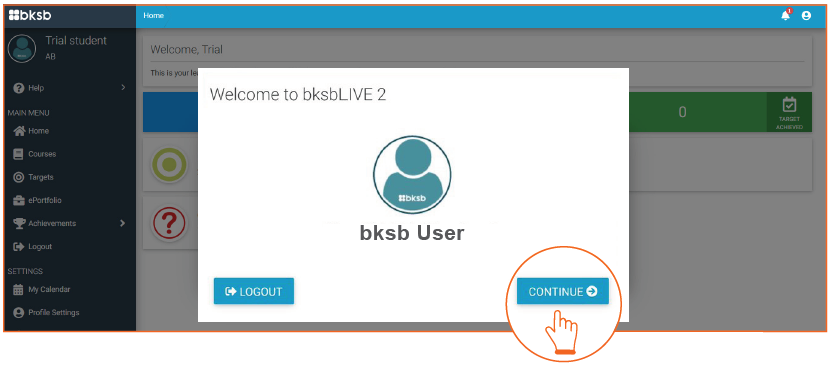 bksb
Home
1
Trial student
AB
Welcome, Trial
Help
This is your le
MAIN MENU
Home
Courses
Targets
ePortfolio
Achievements
Logout
SETTINGS
My Calendar
Profile Settings
0
TARGET
ACHIEVED
Welcome to bksbLIVE 2
bksb
bksb User
LOGOUT
CONTINUE